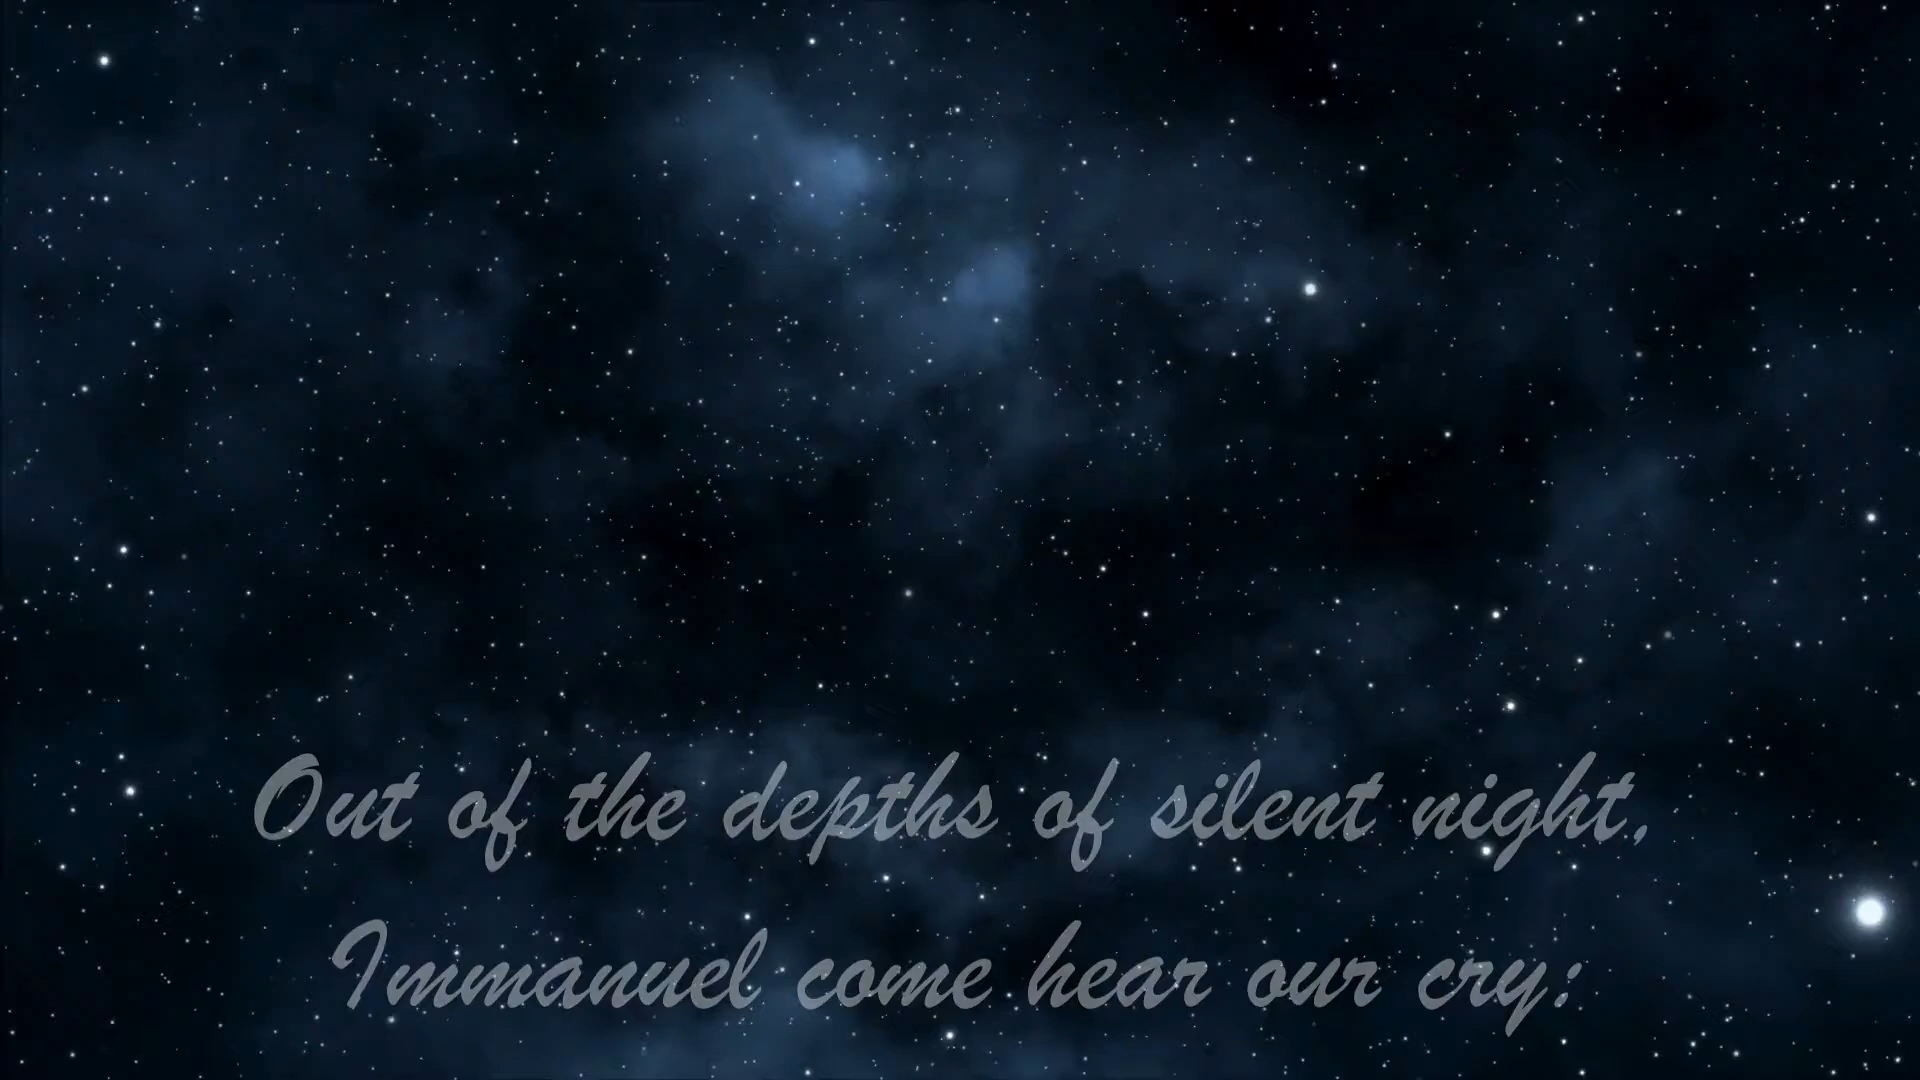 Out of the depths of silent night,
Immanuel come hear our cry: